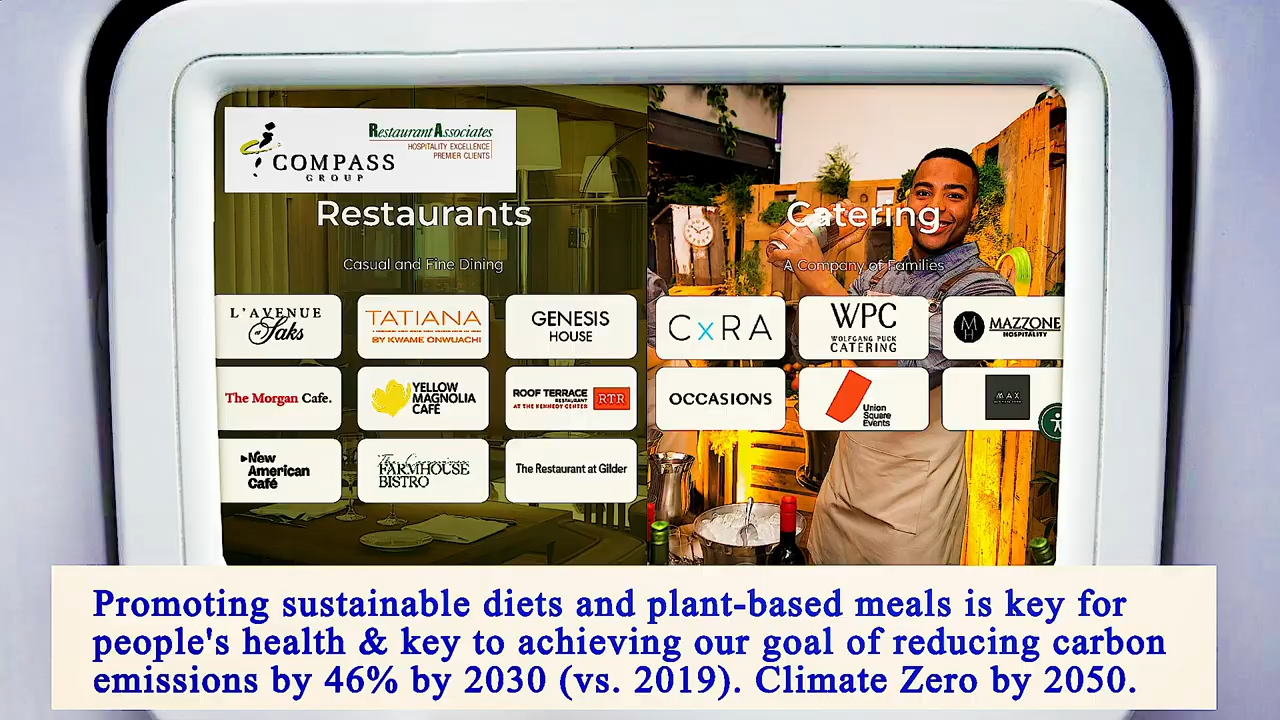 COMPASS
GROUP
Restaurant Associates
HOSPITALITY EXCELLENCE
PREMIER CLIENTS
Restaurants
Casual and Fine Dining
L'AVENUE
Saks
TATIANA
BY KWAME ONWUACHI
GENESIS
HOUSE
The Morgan Cafe.
YELLOW
MAGNOLIA
CAFÉ
ROOF TERRACE
RESTAURANT
AT THE KENNEDY CENTER
RTR
New
American
Café
FARMHOUSE
BISTRO
The Restaurant at Gilder
Catering
A Company of Families
CxRA
WPC
WOLFGANG PUCK
CATERING
MH
MAZZONE
HOSPITALITY
OCCASIONS
Union
Square
Events
MAX
Promoting sustainable diets and plant-based meals is key for
people's health & key to achieving our goal of reducing carbon
emissions by 46% by 2030 (vs. 2019). Climate Zero by 2050.